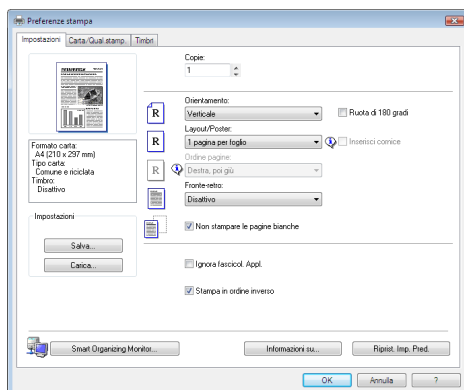 Preferenze stampa
Impostazioni Carta/Qual.stamp. Timbri
Copie:
1
Orientamento:
R Verticale Ruota di 180 gradi
Layout/Poster:
R 1 pagina per foglio Inserisci cornice
Ordine pagine:
R Destra, poi giù
Fronte-retro:
Disattivo
Non stampare le pagine bianche
Formato carta:
A4 (210 x 297 mm)
Tipo carta:
Comune e riciclata
Timbro:
Disattivo
Impostazioni
Salva...
Carica...
Ignora fascicol. Appl.
Stampa in ordine inverso
Smart Organizing Monitor... Informazioni su... Riprist. Imp. Pred.
OK Annulla ?